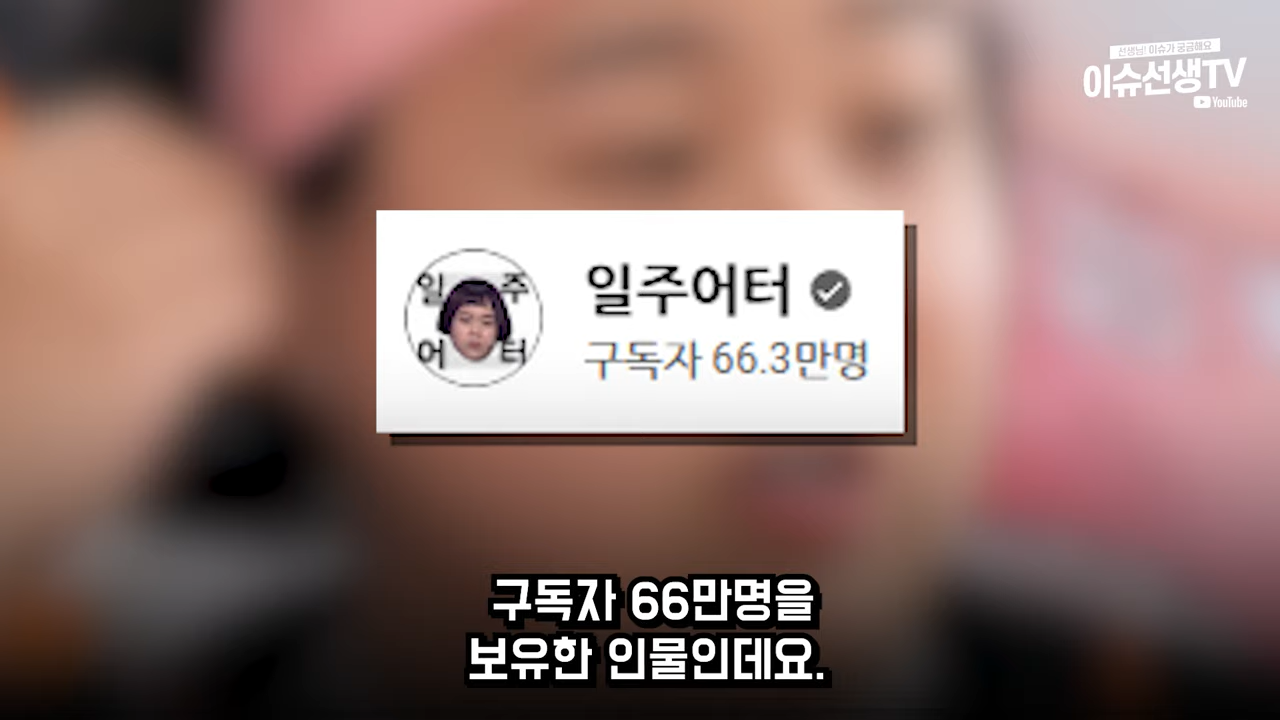 선생님! 이슈가 궁금해요
이슈선생TV
YouTube
일 주
어 터
일주어터
구독자 66.3만명
구독자 66만명을
보유한 인물인데요.